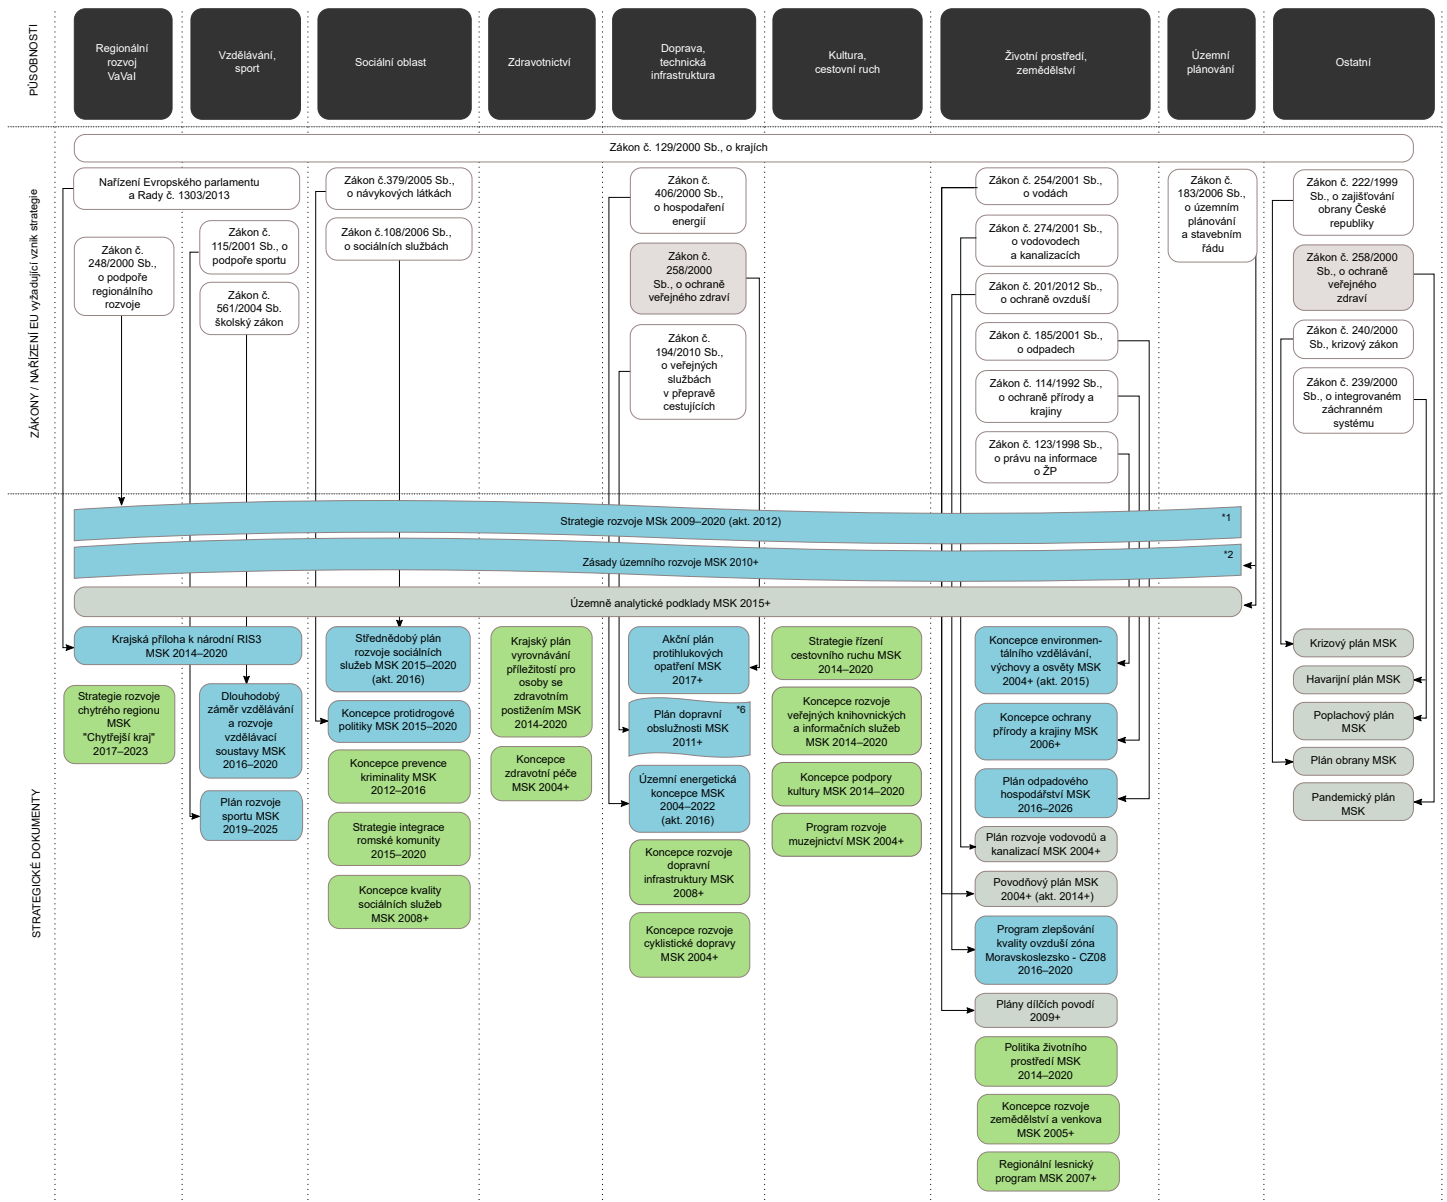 PŮSOBNOSTI
Regionální
rozvoj
VaVaI
Vzdělávání,
sport
Sociální oblast
Zdravotnictví
Doprava,
technická
infrastruktura
Kultura,
cestovní ruch
Životní prostředí,
zemědělství
Územní
plánování
Ostatní
ZÁKONY / NAŘÍZENÍ EU vyžadující vznik strategie
Zákon č. 129/2000 Sb., o krajích
Nařízení Evropského parlamentu
a Rady č. 1303/2013
Zákon č.
248/2000 Sb.,
o podpoře
regionálního
rozvoje
Zákon č.
115/2001 Sb., o
podpoře sportu
Zákon č.
561/2004 Sb.
školský zákon
Zákon č.379/2005 Sb.,
o návykových látkách
Zákon č.108/2006 Sb.,
o sociálních službách
Zákon č.
406/2000 Sb.,
o hospodaření
energií
Zákon č.
258/2000
Sb., o ochraně
veřejného zdraví
Zákon č.
194/2010 Sb.,
o veřejných
službách
v přepravě
cestujících
Zákon č. 254/2001 Sb.,
o vodách
Zákon č. 274/2001 Sb.,
o vodovodech
a kanalizacích
Zákon č. 201/2012 Sb.,
o ochraně ovzduší
Zákon č. 185/2001 Sb.,
o odpadech
Zákon č. 114/1992 Sb.,
o ochraně přírody a
krajiny
Zákon č. 123/1998 Sb.,
o právu na informace
o ŽP
Zákon č.
183/2006 Sb.,
o územním
plánování
a stavebním
řádu
Zákon č. 222/1999
Sb., o zajišťování
obrany České
republiky
Zákon č. 258/2000
Sb., o ochraně
veřejného
zdraví
Zákon č. 240/2000
Sb., krizový zákon
Zákon č. 239/2000
Sb., o integrovaném
záchranném
systému
STRATEGICKÉ DOKUMENTY
Strategie rozvoje MSk 2009–2020 (akt. 2012)
*1
Zásady územního rozvoje MSK 2010+
*2
Územně analytické podklady MSK 2015+
Krajská příloha k národní RIS3
MSK 2014–2020
Strategie rozvoje
chytrého regionu
MSK
"Chytřejší kraj"
2017–2023
Dlouhodobý
záměr vzdělávání
a rozvoje
vzdělávací
soustavy MSK
2016–2020
Plán rozvoje
sportu MSK
2019–2025
Střednědobý plán
rozvoje sociálních
služeb MSK 2015–2020
(akt. 2016)
Koncepce protidrogové
politiky MSK 2015–2020
Koncepce prevence
kriminality MSK
2012–2016
Strategie integrace
romské komunity
2015–2020
Koncepce kvality
sociálních služeb
MSK 2008+
Krajský plán
vyrovnávání
příležitostí pro
osoby se
zdravotním
postižením MSK
2014-2020
Koncepce
zdravotní péče
MSK 2004+
Akční plán
protihlukových
opatření MSK
2017+
*6
Plán dopravní
obslužnosti MSK
2011+
Územní energetická
koncepce MSK
2004–2022
(akt. 2016)
Koncepce rozvoje
dopravní
infrastruktury MSK
2008+
Koncepce rozvoje
cyklistické dopravy
MSK 2004+
Strategie řízení
cestovního ruchu MSK
2014–2020
Koncepce rozvoje
veřejných knihovnických
a informačních služeb
MSK 2014–2020
Koncepce podpory
kultury MSK 2014–2020
Program rozvoje
muzejnictví MSK 2004+
Koncepce environmen-
tálního vzdělávání,
výchovy a osvěty MSK
2004+ (akt. 2015)
Koncepce ochrany
přírody a krajiny MSK
2006+
Plán odpadového
hospodářství MSK
2016–2026
Plán rozvoje vodovodů a
kanalizací MSK 2004+
Povodňový plán MSK
2004+ (akt. 2014+)
Program zlepšování
kvality ovzduší zóna
Moravskoslezsko - CZ08
2016–2020
Plány dílčích povodí
2009+
Politika životního
prostředí MSK
2014–2020
Koncepce rozvoje
zemědělství a venkova
MSK 2005+
Regionální lesnický
program MSK 2007+
Krizový plán MSK
Havarijní plán MSK
Poplachový plán
MSK
Plán obrany MSK
Pandemický plán
MSK